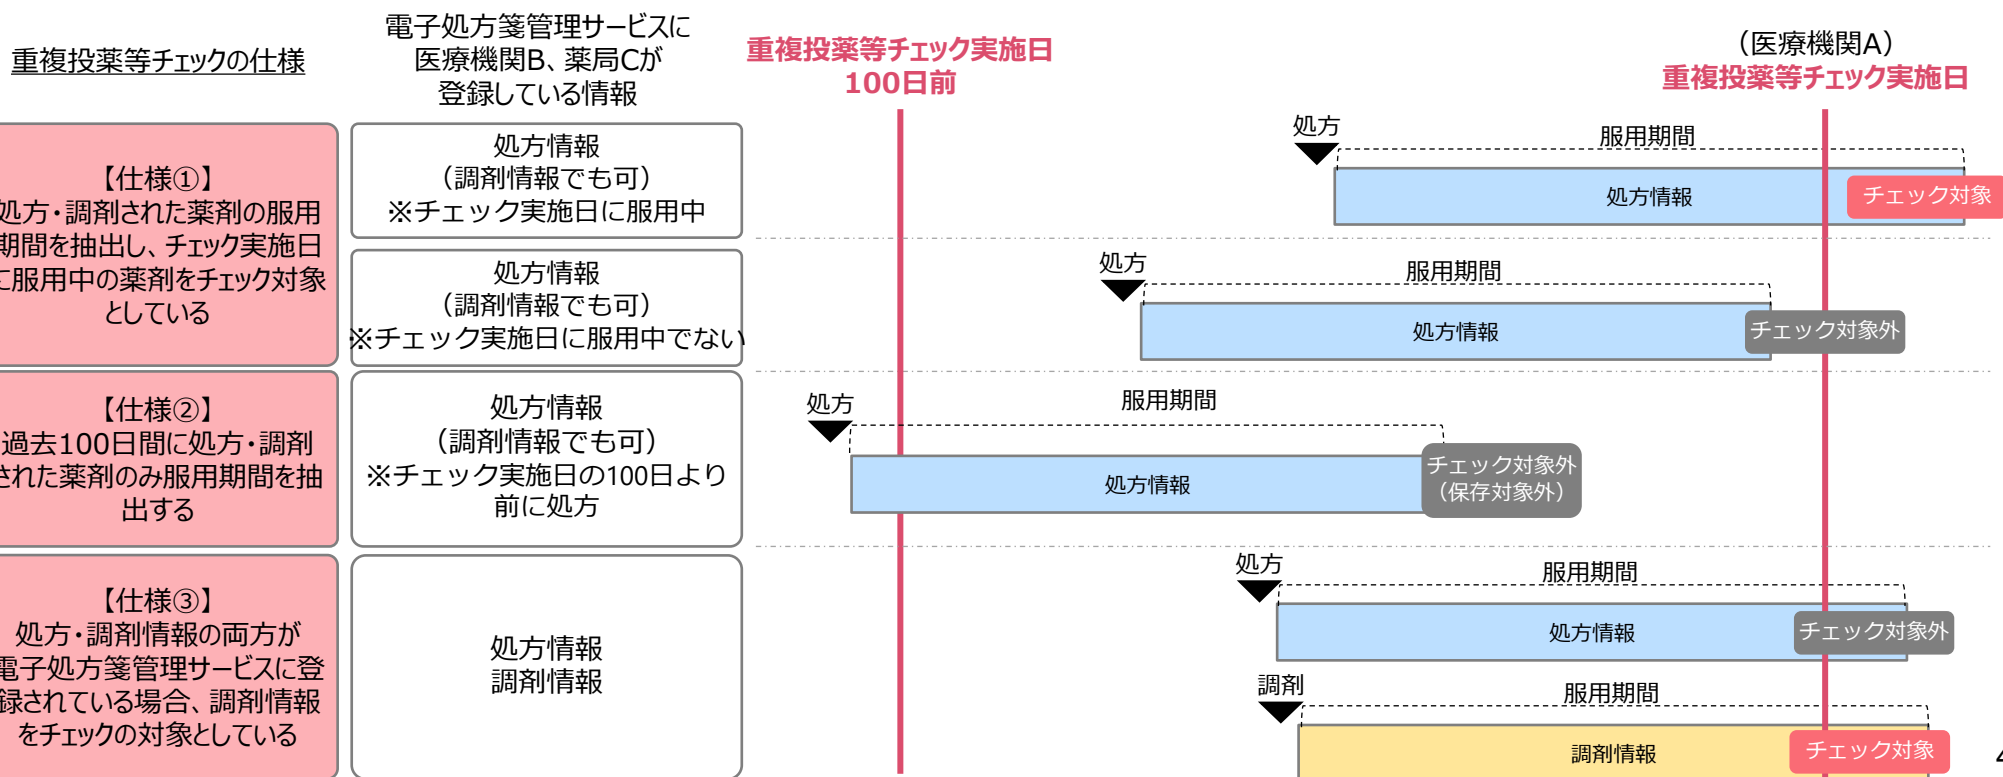 重複投薬等チェックの仕様
電子処方箋管理サービスに
医療機関B、薬局Cが
登録している情報
重複投薬等チェック実施日
100日前
（医療機関A）
重複投薬等チェック実施日
【仕様①】
処方・調剤された薬剤の服用
期間を抽出し、チェック実施日
に服用中の薬剤をチェック対象
としている
処方情報
（調剤情報でも可）
※チェック実施日に服用中
処方
服用期間
処方情報
チェック対象
処方情報
（調剤情報でも可）
※チェック実施日に服用中でない
処方
服用期間
処方情報
チェック対象外
【仕様②】
過去100日間に処方・調剤
された薬剤のみ服用期間を抽
出する
処方情報
（調剤情報でも可）
※チェック実施日の100日より
前に処方
処方
服用期間
処方情報
チェック対象外
（保存対象外）
【仕様③】
処方・調剤情報の両方が
電子処方箋管理サービスに登
録されている場合、調剤情報
をチェックの対象としている
処方情報
調剤情報
処方
服用期間
処方情報
チェック対象外
調剤
服用期間
調剤情報
チェック対象